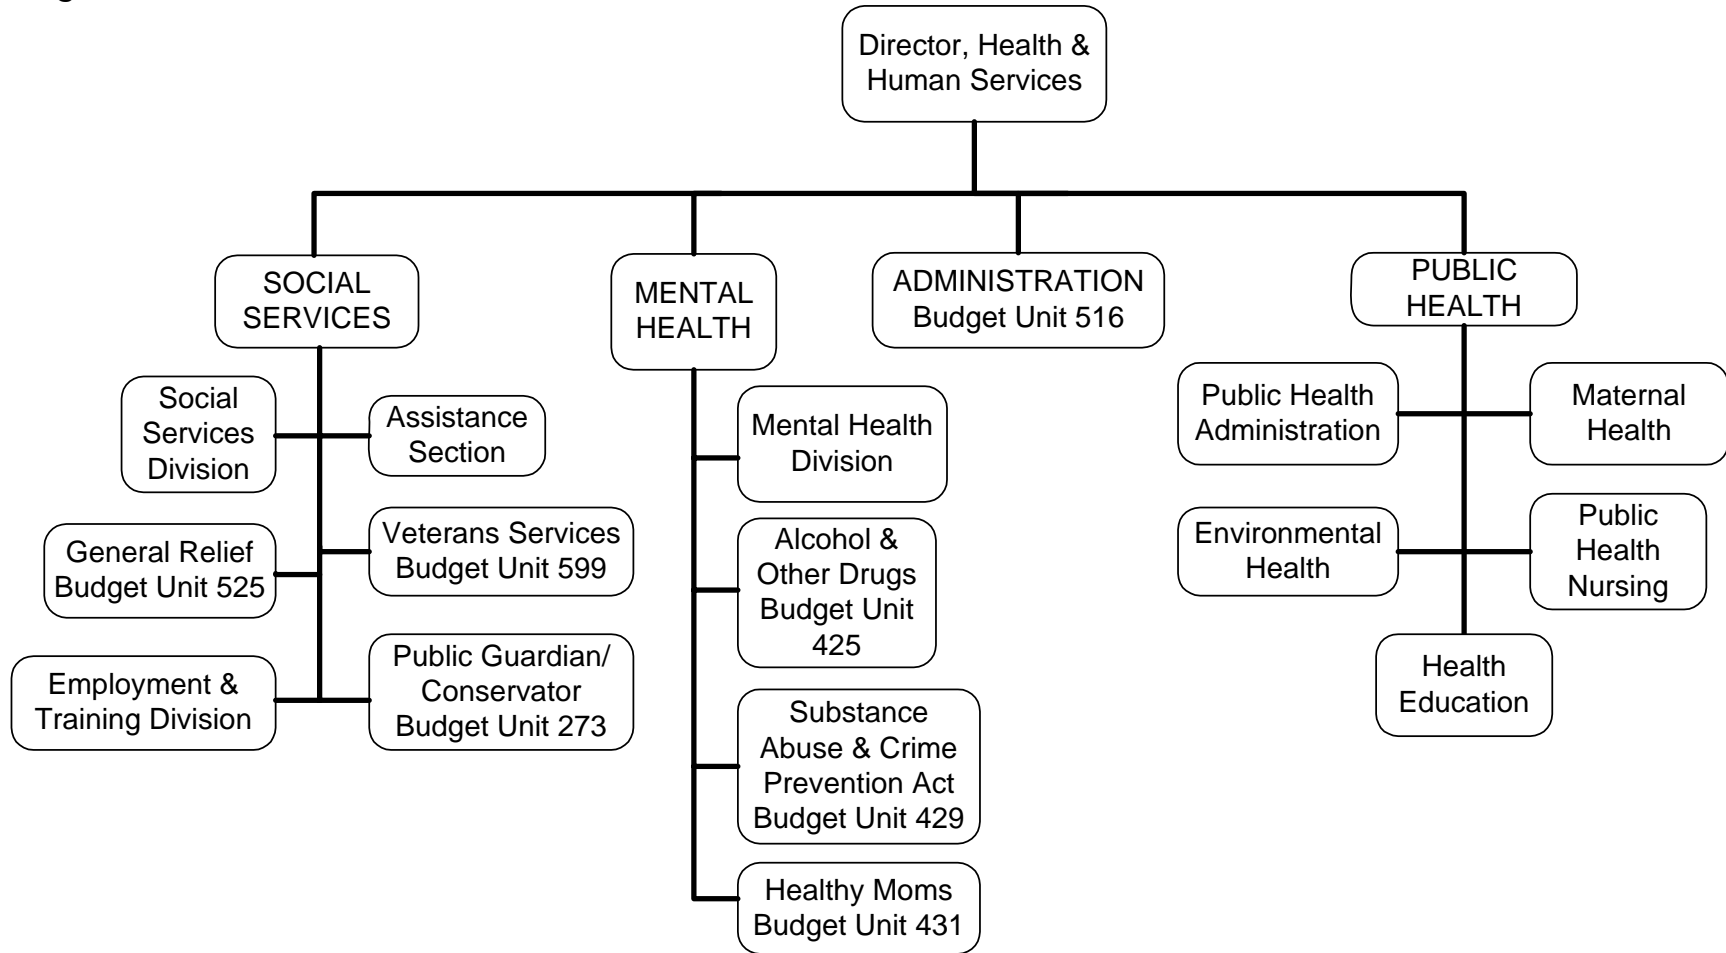 Director, Health &
Human Services
SOCIAL
SERVICES
MENTAL
HEALTH
ADMINISTRATION
Budget Unit 516
PUBLIC
HEALTH
Social
Services
Division
Assistance
Section
General Relief
Budget Unit 525
Veterans Services
Budget Unit 599
Employment &
Training Division
Public Guardian/
Conservator
Budget Unit 273
Mental Health
Division
Alcohol &
Other Drugs
Budget Unit
425
Substance
Abuse & Crime
Prevention Act
Budget Unit 429
Healthy Moms
Budget Unit 431
Public Health
Administration
Maternal
Health
Environmental
Health
Public
Health
Nursing
Health
Education